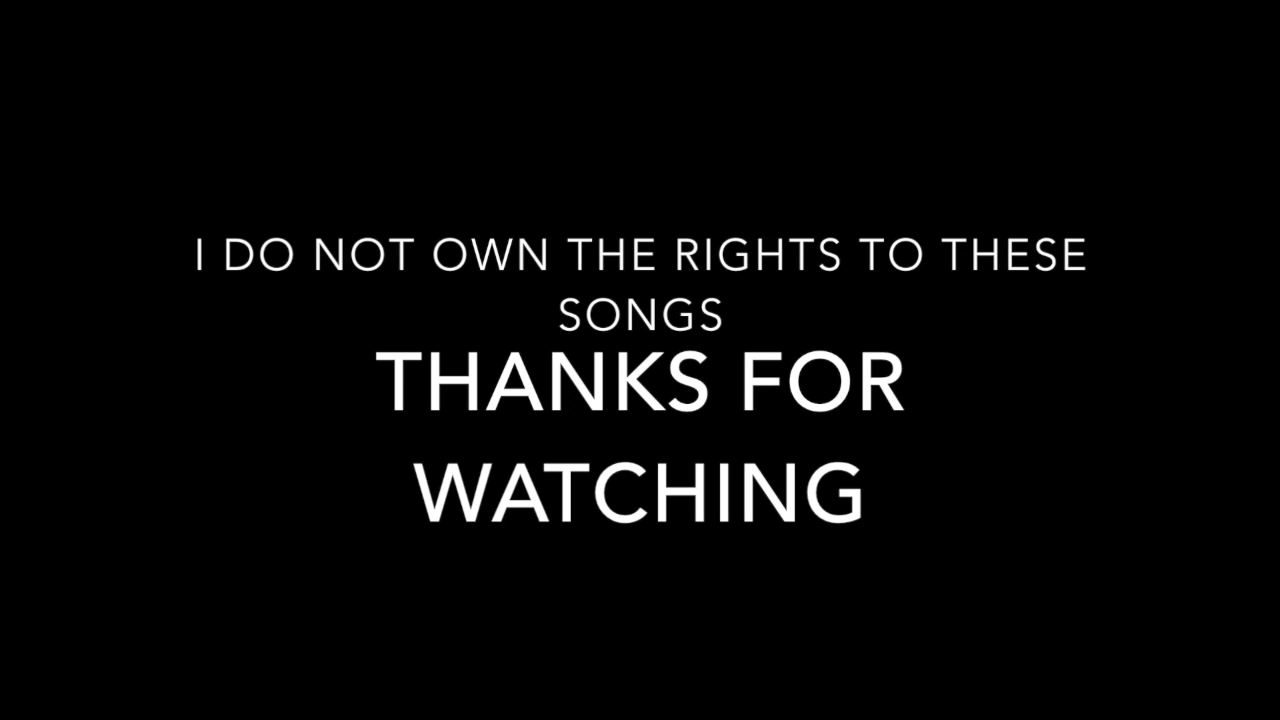 I DO NOT OWN THE RIGHTS TO THESE
SONGS
THANKS FOR
WATCHING